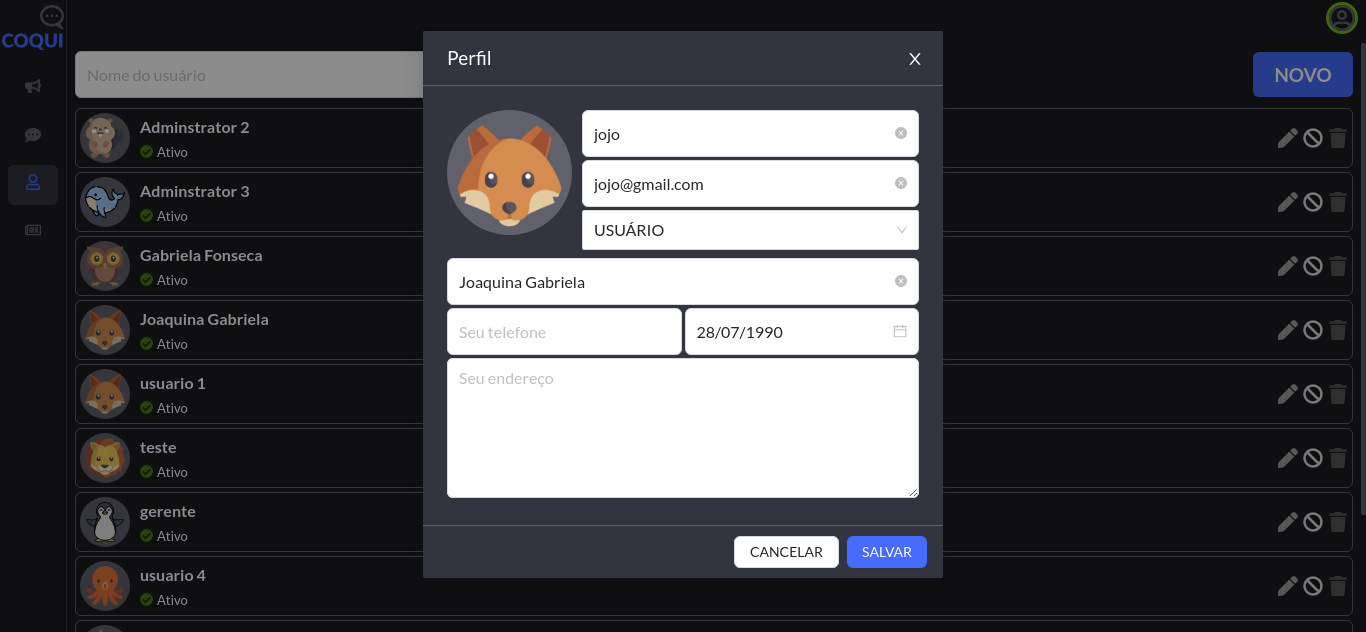 COQUI
Nome do usuário
NOVO
Adminstrator 2
Ativo
Adminstrator 3
Ativo
Gabriela Fonseca
Ativo
Joaquina Gabriela
Ativo
usuario 1
Ativo
teste
Ativo
gerente
Ativo
usuario 4
Ativo
Perfil
X
jojo
jojo@gmail.com
USUÁRIO
Joaquina Gabriela
Seu telefone
28/07/1990
Seu endereço
CANCELAR
SALVAR